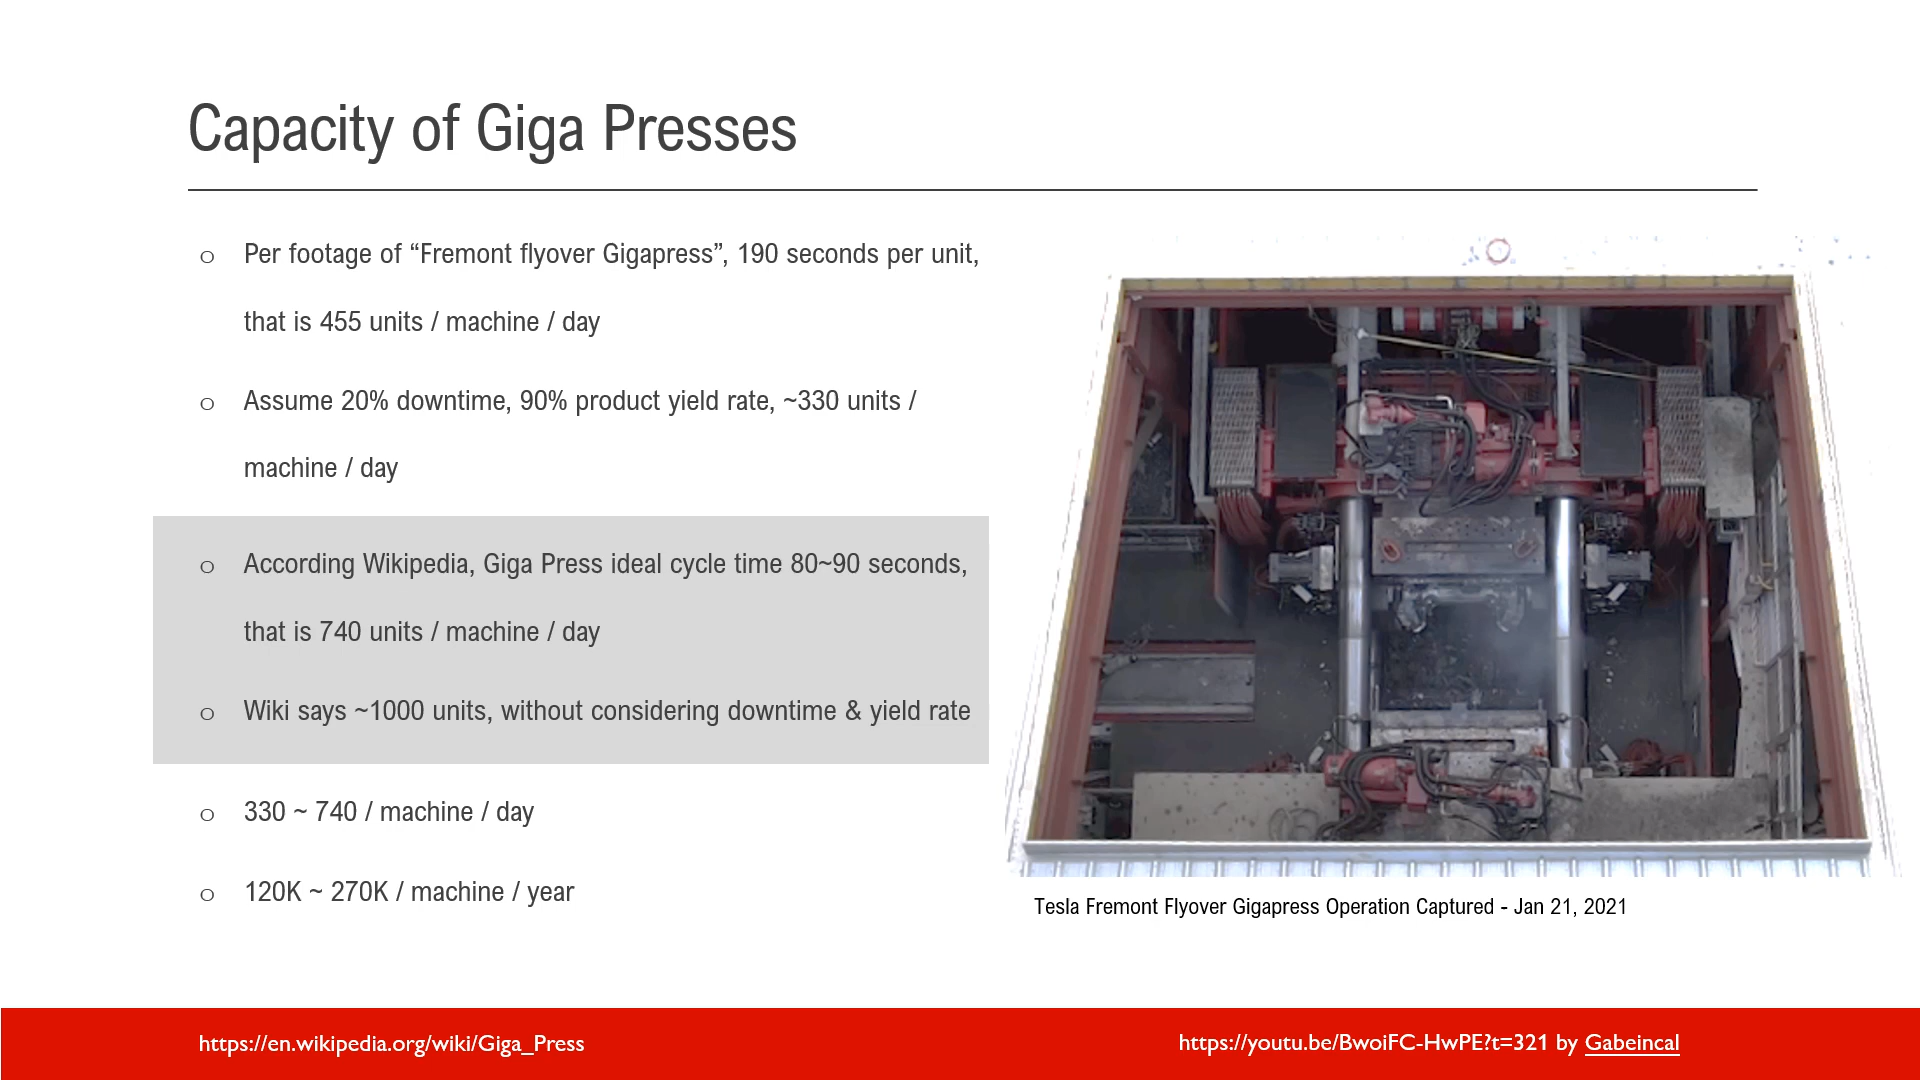 Capacity of Giga Presses
o Per footage of “Fremont flyover Gigapress”, 190 seconds per unit,
that is 455 units / machine / day
o Assume 20% downtime, 90% product yield rate, ~330 units /
machine / day
o According Wikipedia, Giga Press ideal cycle time 80~90 seconds,
that is 740 units / machine / day
o Wiki says ~1000 units, without considering downtime & yield rate
o 330 ~ 740 / machine / day
o 120K ~ 270K / machine / year
Tesla Fremont Flyover Gigapress Operation Captured - Jan 21, 2021
https://en.wikipedia.org/wiki/Giga_Press
https://youtu.be/BwoiFC-HwPE?t=321 by Gabeincal